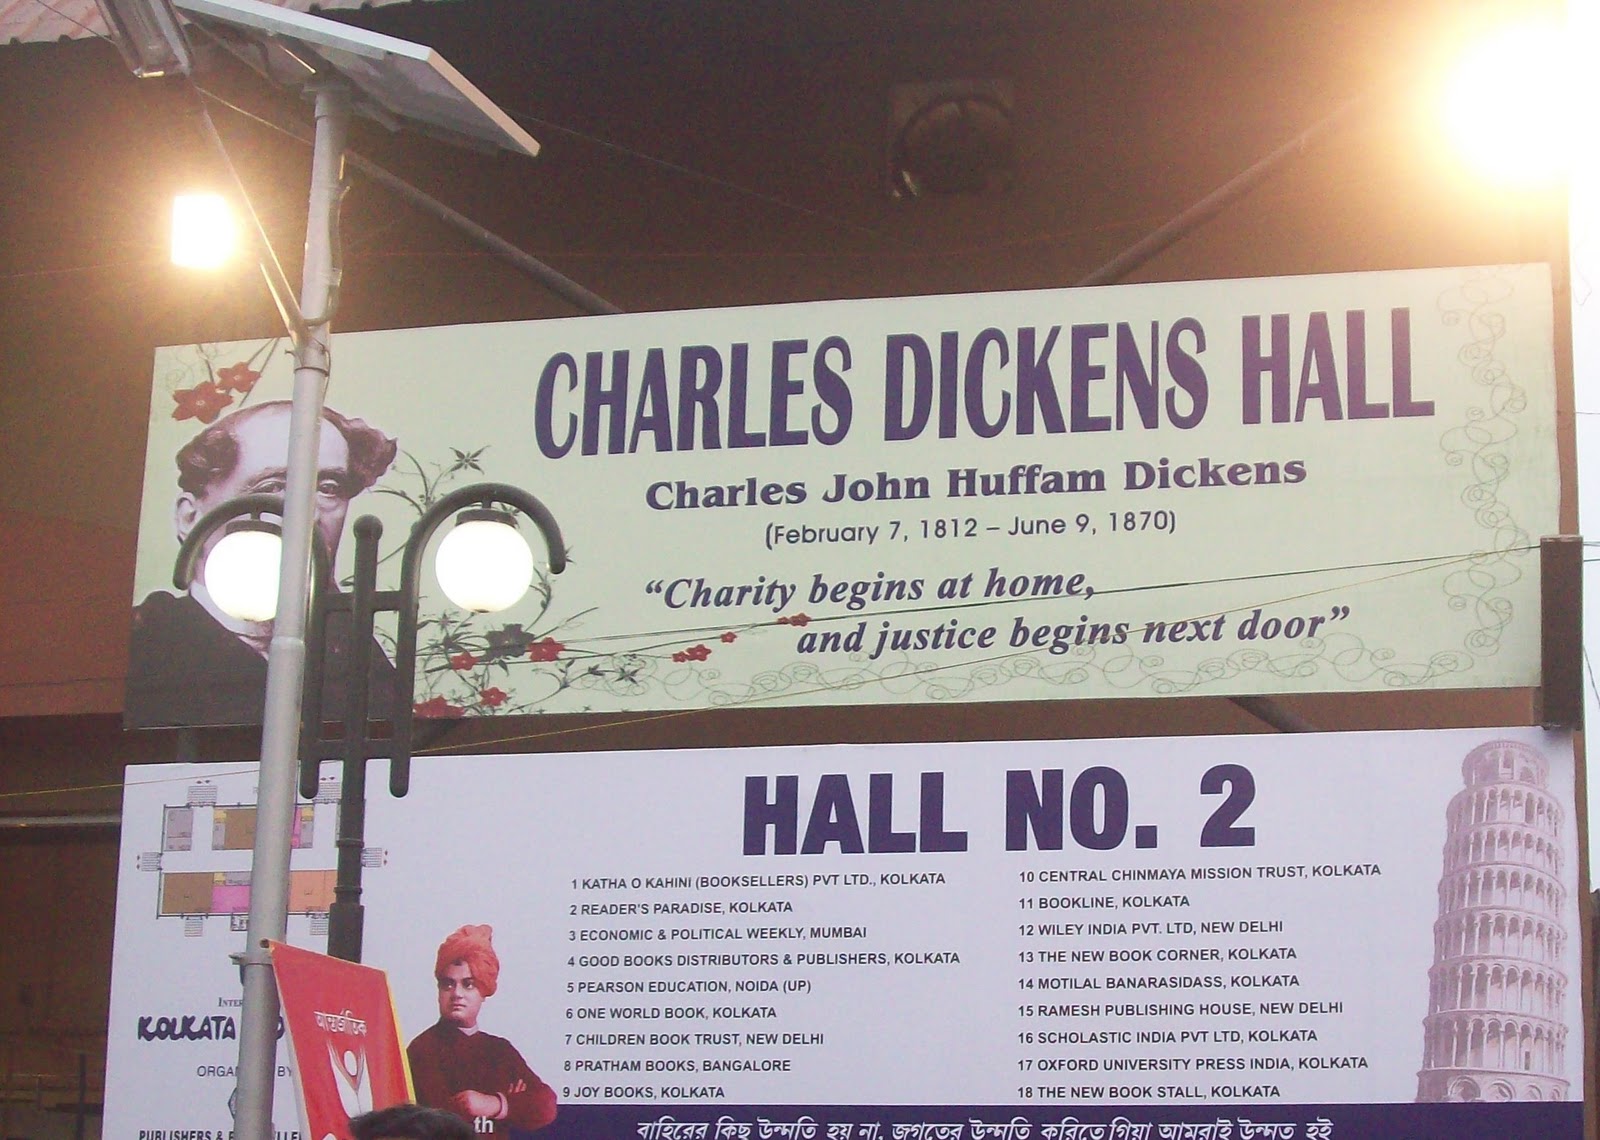 CHARLES DICKENS HALL
Charles John Huffam Dickens
(February 7, 1812 – June 9, 1870)
“Charity begins at home,
and justice begins next door”
HALL NO. 2
1 KATHA O KAHINI (BOOKSELLERS) PVT LTD., KOLKATA
2 READER'S PARADISE, KOLKATA
3 ECONOMIC & POLITICAL WEEKLY, MUMBAI
4 GOOD BOOKS DISTRIBUTORS & PUBLISHERS, KOLKATA
5 PEARSON EDUCATION, NOIDA (UP)
6 ONE WORLD BOOK, KOLKATA
7 CHILDREN BOOK TRUST, NEW DELHI
8 PRATHAM BOOKS, BANGALORE
9 JOY BOOKS, KOLKATA
10 CENTRAL CHINMAYA MISSION TRUST, KOLKATA
11 BOOKLINE, KOLKATA
12 WILEY INDIA PVT. LTD, NEW DELHI
13 THE NEW BOOK CORNER, KOLKATA
14 MOTILAL BANARASIDASS, KOLKATA
15 RAMESH PUBLISHING HOUSE, NEW DELHI
16 SCHOLASTIC INDIA PVT LTD, KOLKATA
17 OXFORD UNIVERSITY PRESS INDIA, KOLKATA
18 THE NEW BOOK STALL, KOLKATA
KOLKATA
BY
PUBLISHERS &
আন্তর্জাতিক
th
বাহিরের কিছু উন্নতি হয় না, জগতের উন্নতি করিতে গিয়া আমরাই উন্নত হই